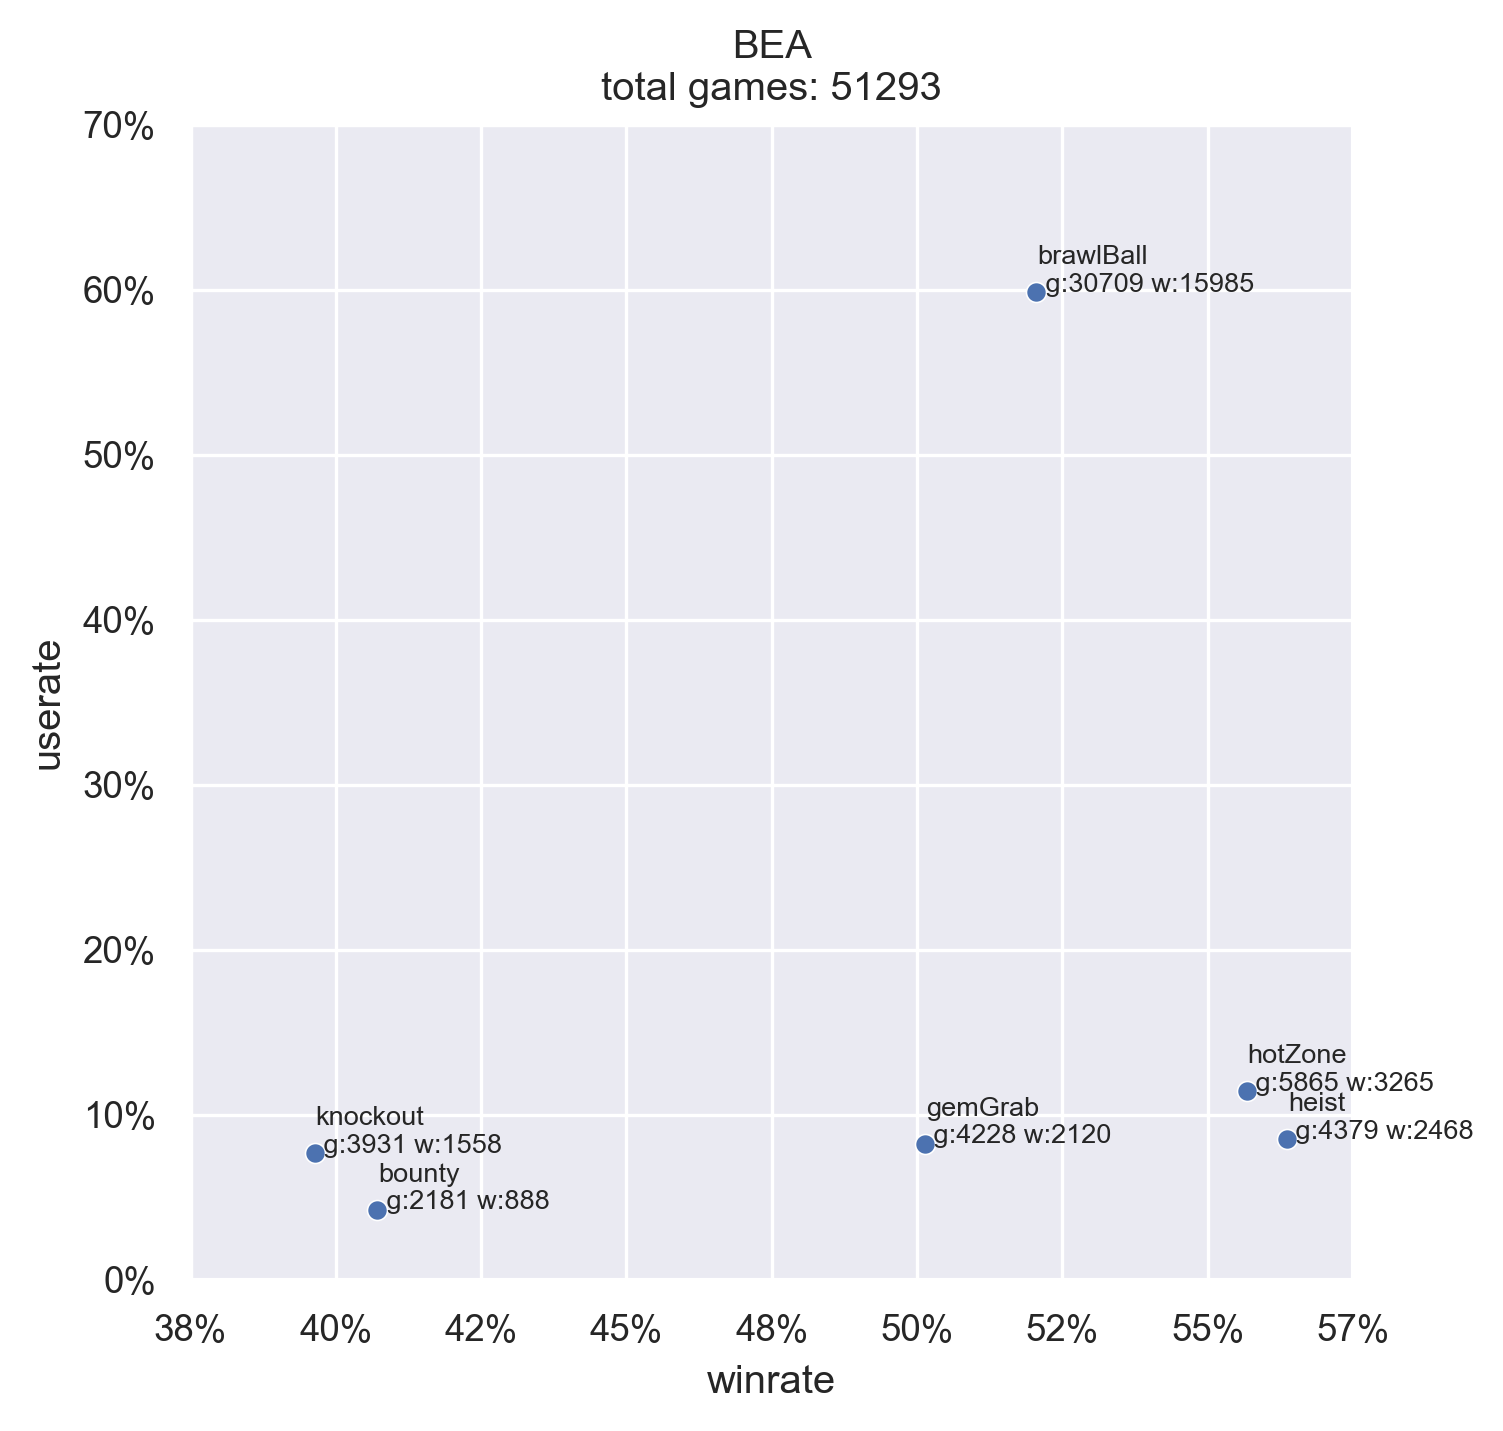 BEA
total games: 51293
70%
60%
50%
40%
30%
20%
10%
0%
userate
brawlBall
g:30709 w:15985
hotZone
g:5865 w:3265
heist
g:4379 w:2468
gemGrab
g:4228 w:2120
knockout
g:3931 w:1558
bounty
g:2181 w:888
38% 40% 42% 45% 48% 50% 52% 55% 57%
winrate